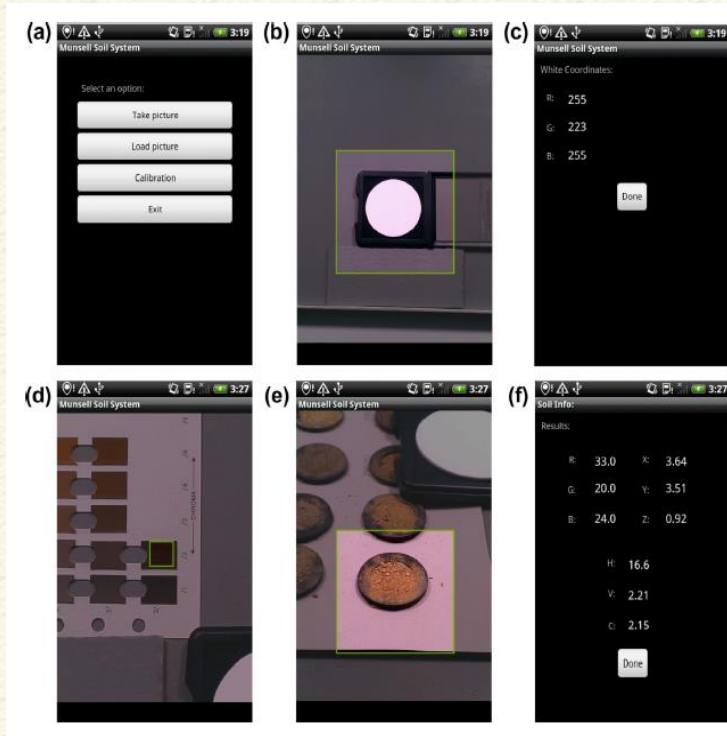 (a)
3:19
Munsell Soil System
Select an option:
Take picture
Load picture
Calibration
Exit
(b)
3:19
Munsell Soil System
(c)
3:19
Munsell Soil System
White Coordinates:
R: 255
G: 223
B: 255
Done
(d)
3:27
Munsell Soil System
CHROMA
(e)
3:27
Munsell Soil System
(f)
3:27
Soil Info:
Results:
R: 33.0 X: 3.64
G: 20.0 Y: 3.51
B: 24.0 Z: 0.92
H: 16.6
V: 2.21
C: 2.15
Done